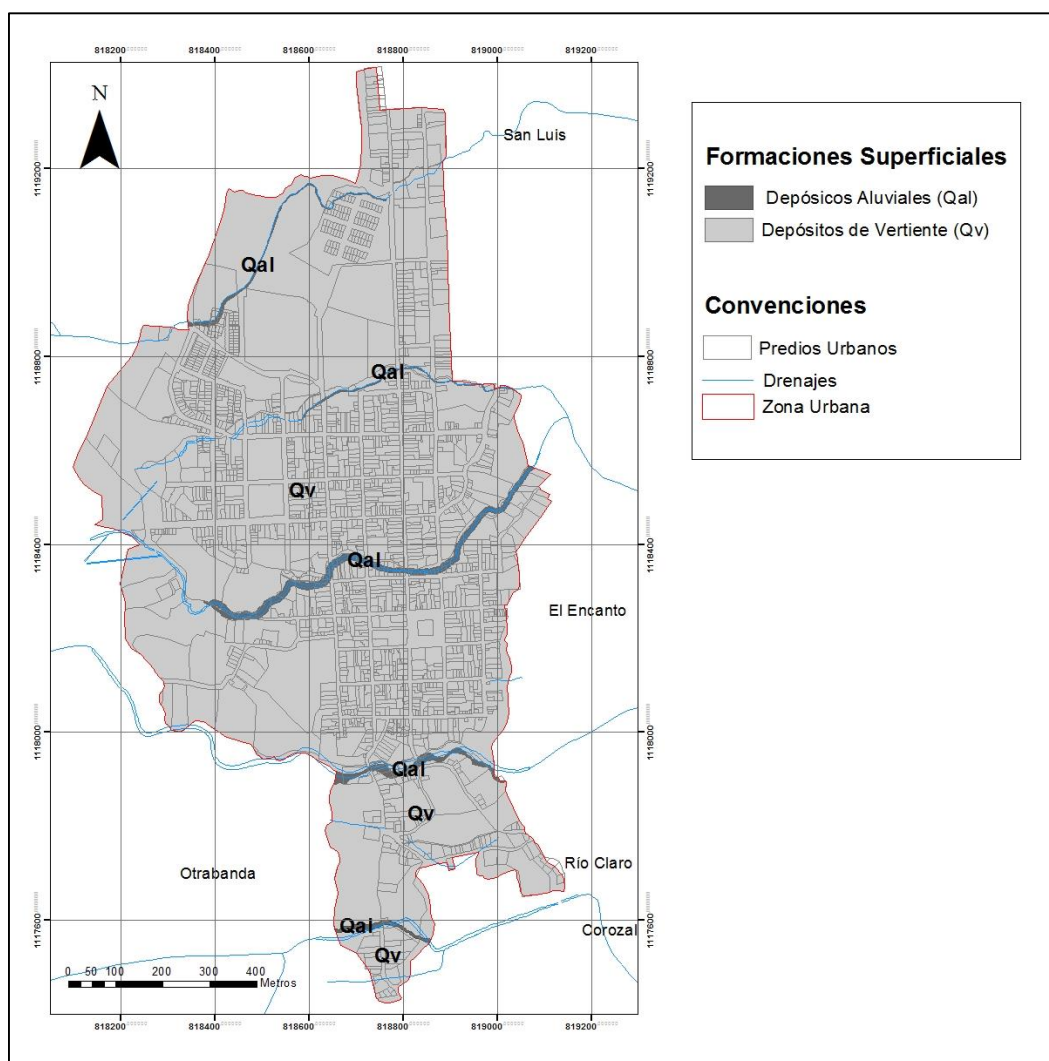 818200 818400 818600 818800 819000 819200
N
San Luis
1119200 1119200
Qal
1118800 1118800
Qal
Qv
1118400 1118400
Qal
El Encanto
1118000 1118000
Qal
Qv
Otrabanda
Río Claro
1117600 1117600
Qal
Corozal
Qv
0 50 100 200 300 400
Metros
818200 818400 818600 818800 819000 819200
Formaciones Superficiales
Depósicos Aluviales (Qal)
Depósitos de Vertiente (Qv)
Convenciones
Predios Urbanos
Drenajes
Zona Urbana